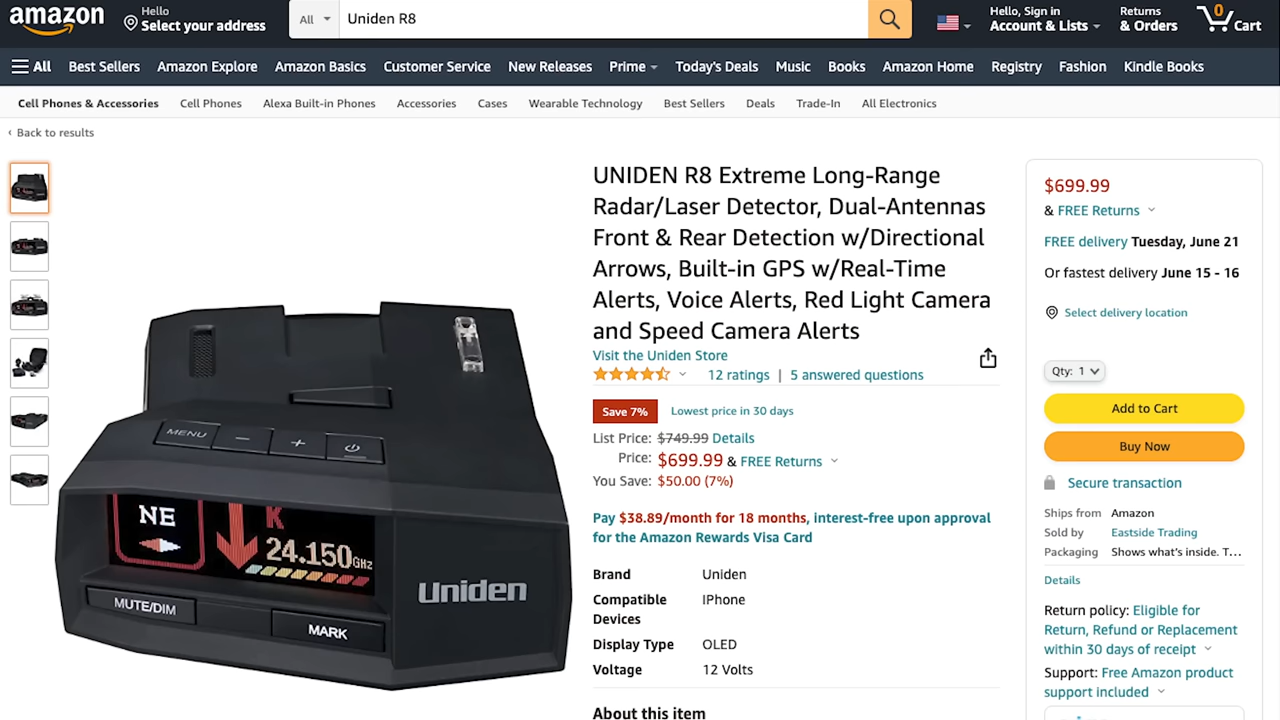 amazon
Hello
Select your address
All
Uniden R8
Hello, Sign in
Account & Lists
Returns
& Orders
0
Cart
All
Best Sellers
Amazon Explore
Amazon Basics
Customer Service
New Releases
Prime
Today's Deals
Music
Books
Amazon Home
Registry
Fashion
Kindle Books
Cell Phones & Accessories
Cell Phones
Alexa Built-in Phones
Accessories
Cases
Wearable Technology
Best Sellers
Deals
Trade-In
All Electronics
‹ Back to results
MENU
–
+
NE
K
24.150GHz
Uniden
MUTE/DIM
MARK
UNIDEN R8 Extreme Long-Range
Radar/Laser Detector, Dual-Antennas
Front & Rear Detection w/Directional
Arrows, Built-in GPS w/Real-Time
Alerts, Voice Alerts, Red Light Camera
and Speed Camera Alerts
Visit the Uniden Store
12 ratings | 5 answered questions
Save 7% Lowest price in 30 days
List Price: $749.99 Details
Price: $699.99 & FREE Returns
You Save: $50.00 (7%)
Pay $38.89/month for 18 months, interest-free upon approval
for the Amazon Rewards Visa Card
Brand Uniden
Compatible IPhone
Devices
Display Type OLED
Voltage 12 Volts
About this item
$699.99
& FREE Returns
FREE delivery Tuesday, June 21
Or fastest delivery June 15 - 16
Select delivery location
Qty: 1
Add to Cart
Buy Now
Secure transaction
Ships from Amazon
Sold by Eastside Trading
Packaging Shows what's inside. T...
Details
Return policy: Eligible for
Return, Refund or Replacement
within 30 days of receipt
Support: Free Amazon product
support included